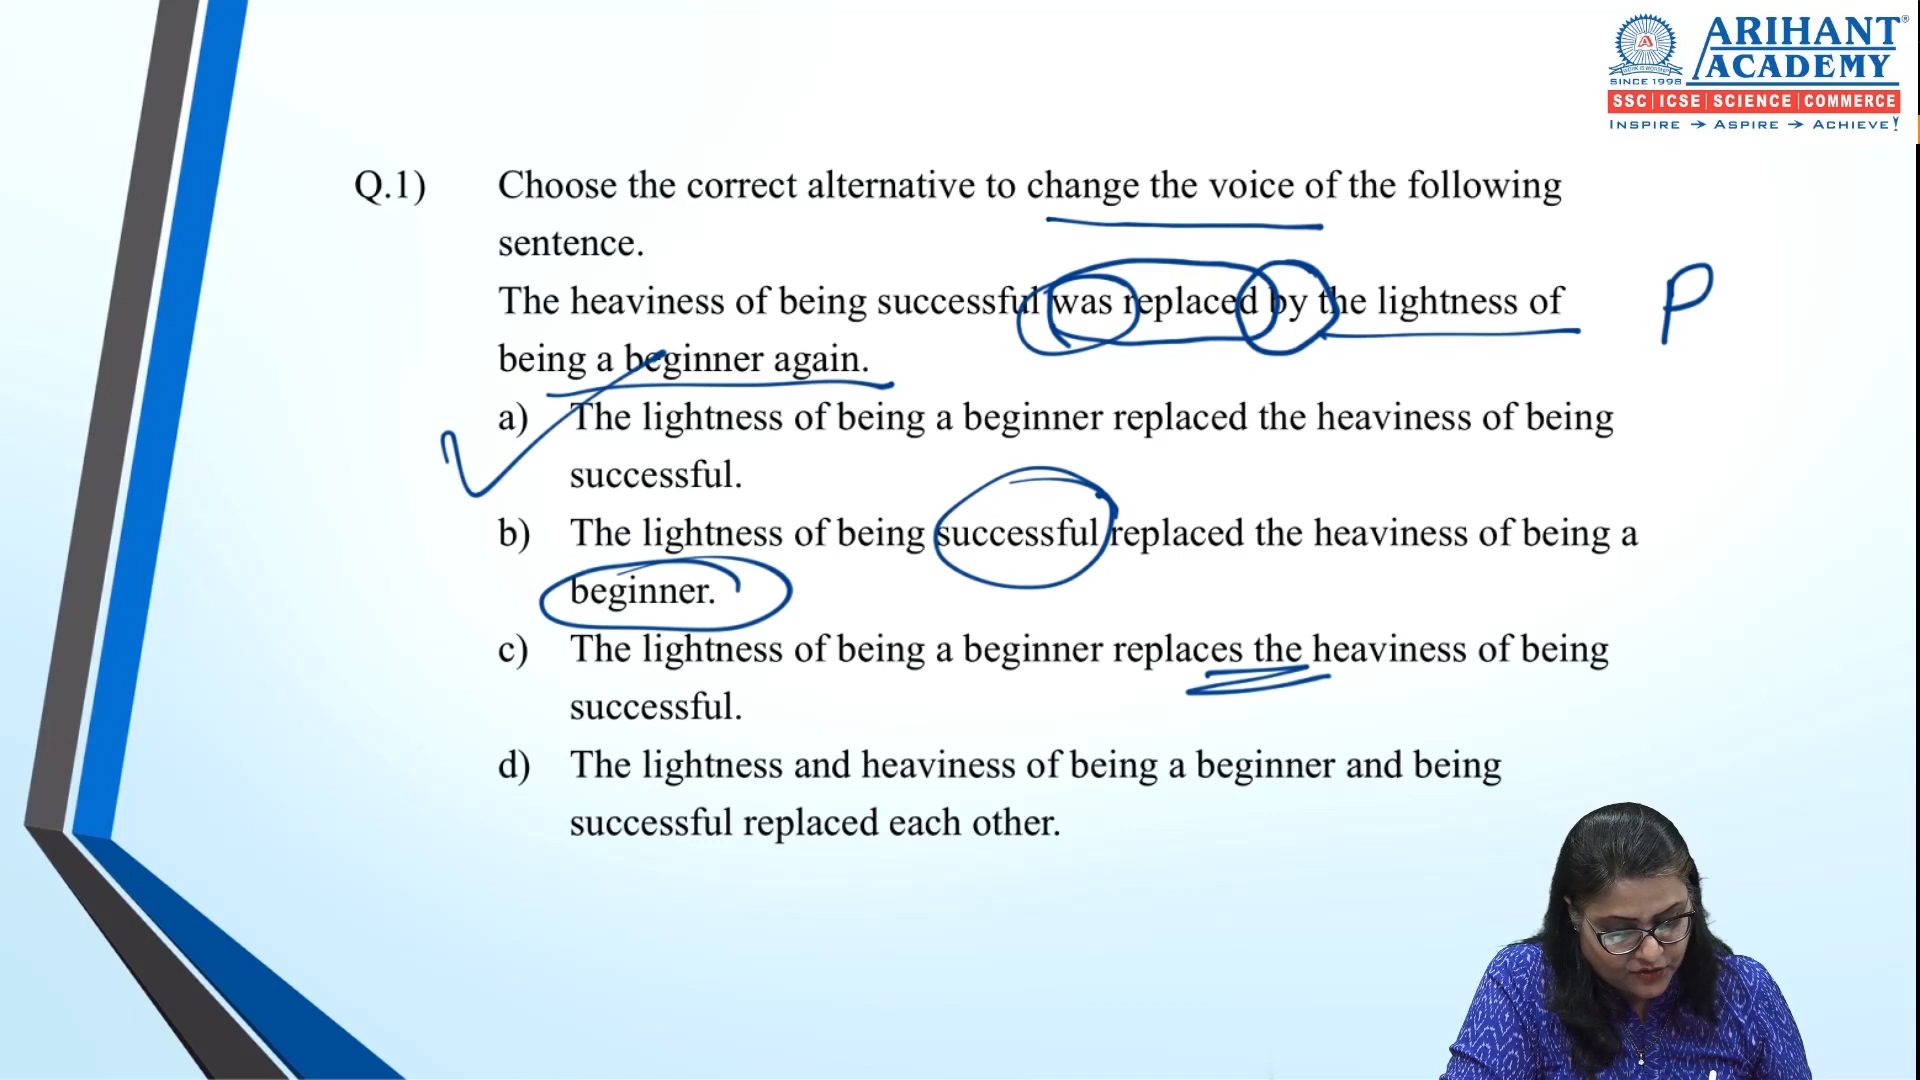 ARIHANT
ACADEMY
SINCE 1998
SSC | ICSE | SCIENCE | COMMERCE
INSPIRE → ASPIRE → ACHIEVE!
Q.1) Choose the correct alternative to change the voice of the following
sentence.
The heaviness of being successful was replaced by the lightness of
being a beginner again.
P
a) The lightness of being a beginner replaced the heaviness of being
successful.
b) The lightness of being successful replaced the heaviness of being a
beginner.
c) The lightness of being a beginner replaces the heaviness of being
successful.
d) The lightness and heaviness of being a beginner and being
successful replaced each other.